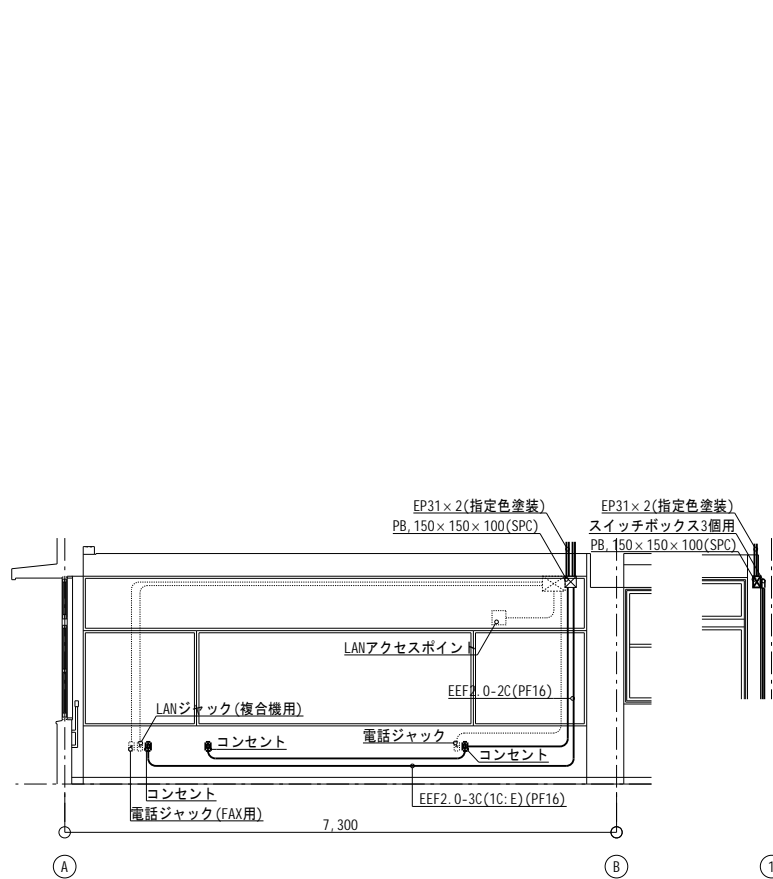 EP31×2(指定色塗装)
PB,150×150×100(SPC)
EP31×2(指定色塗装)
スイッチボックス3個用
PB,150×150×100(SPC)
LANアクセスポイント
EEF2.0-2C(PF16)
LANジャック(複合機用)
コンセント
電話ジャック
コンセント
コンセント
電話ジャック(FAX用)
EEF2.0-3C(1C:E)(PF16)
7,300
A
B
1